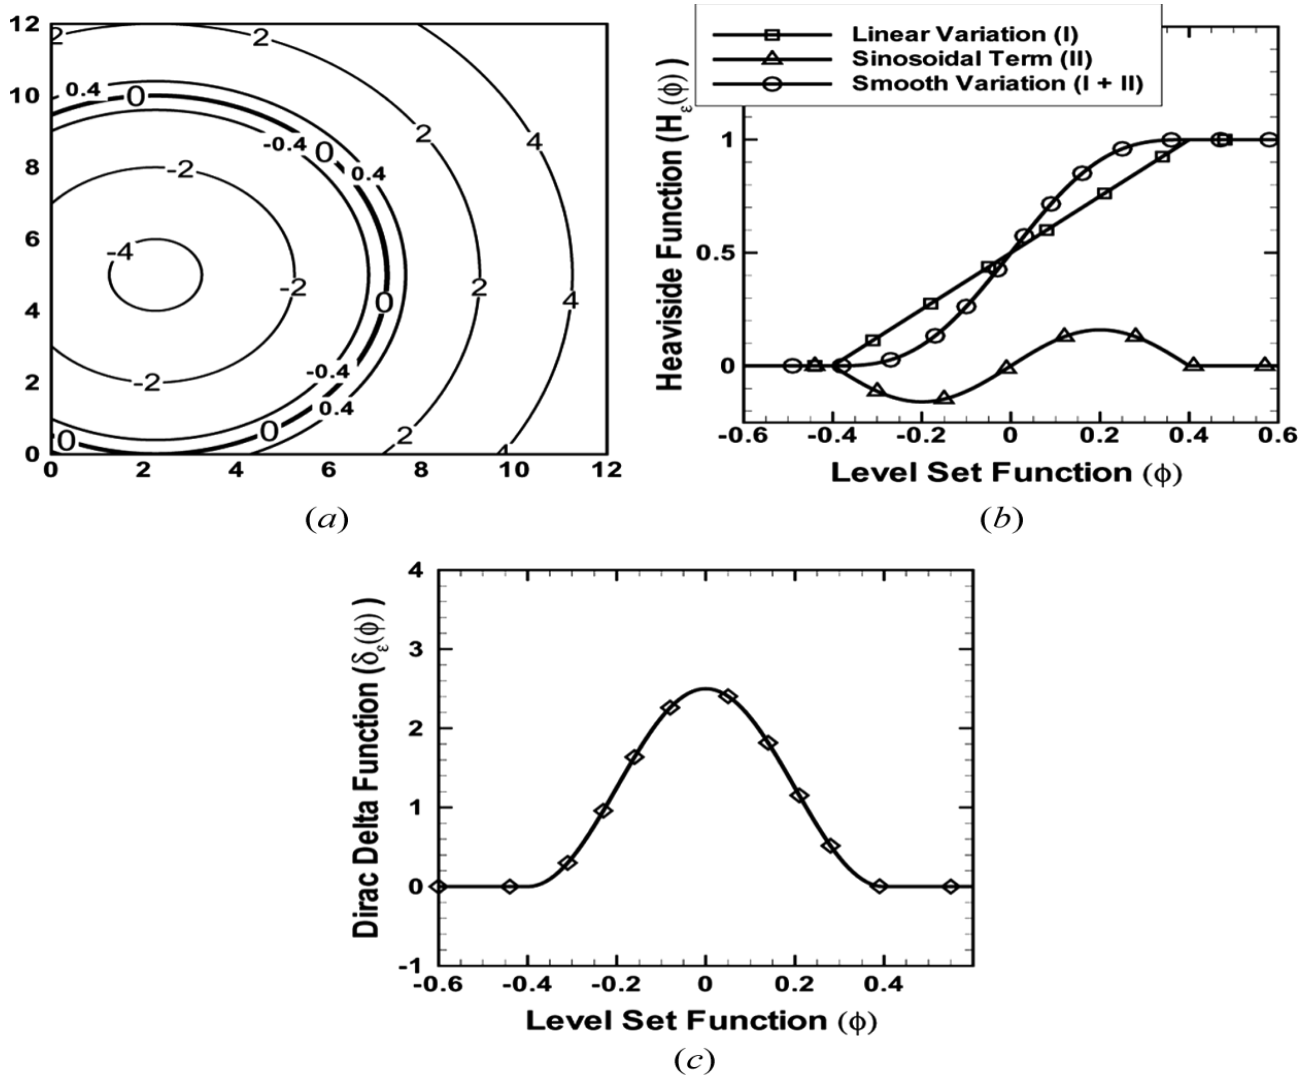 12
10
8
6
4
2
0
0 2 4 6 8 10 12
2
2
0.4
0
-0.4
0
0.4
2
4
-2
-4
-2
0
2
4
-2
-0.4
0.4
0
0
2
4
(a)
Linear Variation (I)
Sinosoidal Term (II)
Smooth Variation (I + II)
Heaviside Function (Hε(ϕ))
1
0.5
0
-0.6 -0.4 -0.2 0 0.2 0.4 0.6
Level Set Function (ϕ)
(b)
Dirac Delta Function (δε(ϕ))
4
3
2
1
0
-1
-0.6 -0.4 -0.2 0 0.2 0.4
Level Set Function (ϕ)
(c)